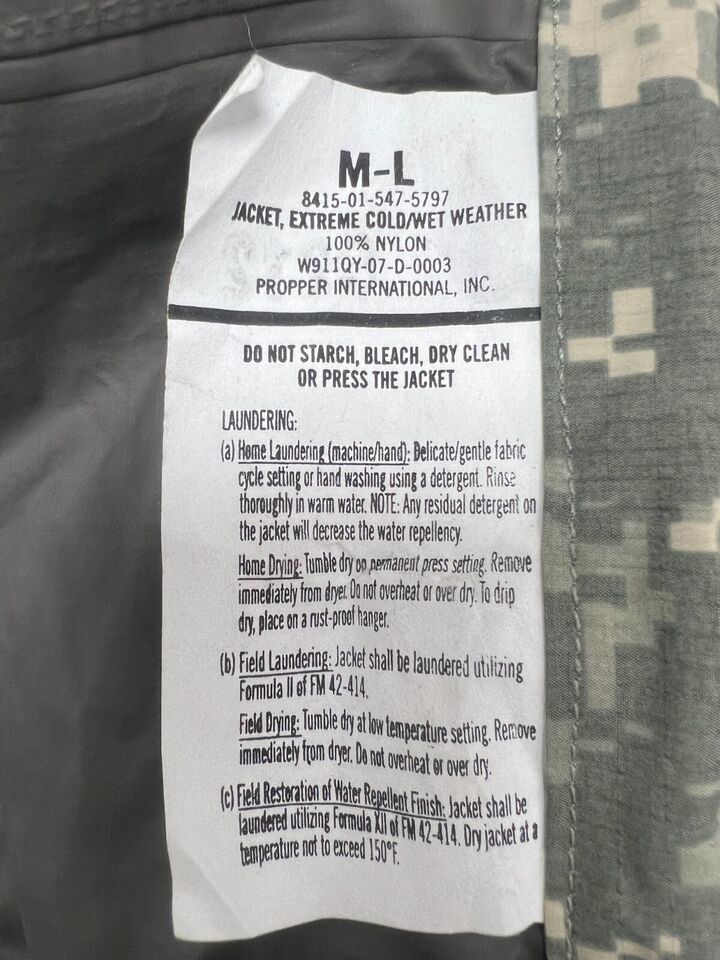 M-L
8415-01-547-5797
JACKET, EXTREME COLD/WET WEATHER
100% NYLON
W911QY-07-D-0003
PROPPER INTERNATIONAL, INC.
DO NOT STARCH, BLEACH, DRY CLEAN
OR PRESS THE JACKET
LAUNDERING:
(a) Home Laundering (machine/hand): Delicate/gentle fabric
cycle setting or hand washing using a detergent. Rinse
thoroughly in warm water. NOTE: Any residual detergent on
the jacket will decrease the water repellency.
Home Drying: Tumble dry on permanent press setting. Remove
immediately from dryer. Do not overheat or over dry. To drip
dry, place on a rust-proof hanger.
(b) Field Laundering: Jacket shall be laundered utilizing
Formula II of FM 42-414.
Field Drying: Tumble dry at low temperature setting. Remove
immediately from dryer. Do not overheat or over dry.
(c) Field Restoration of Water Repellent Finish: Jacket shall be
laundered utilizing Formula XII of FM 42-414. Dry jacket at a
temperature not to exceed 150°F.